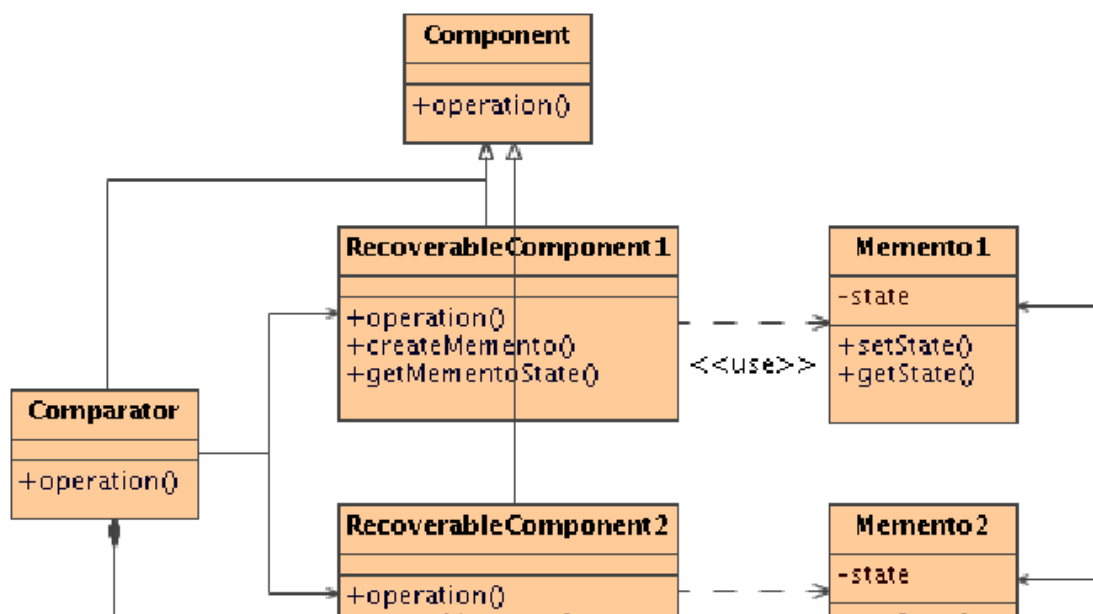 Component
+operation()
RecoverableComponent1
+operation()
+createMemento()
+getMementoState()
<<use>>
Memento1
-state
+setState()
+getState()
Comparator
+operation()
RecoverableComponent2
+operation()
Memento2
-state